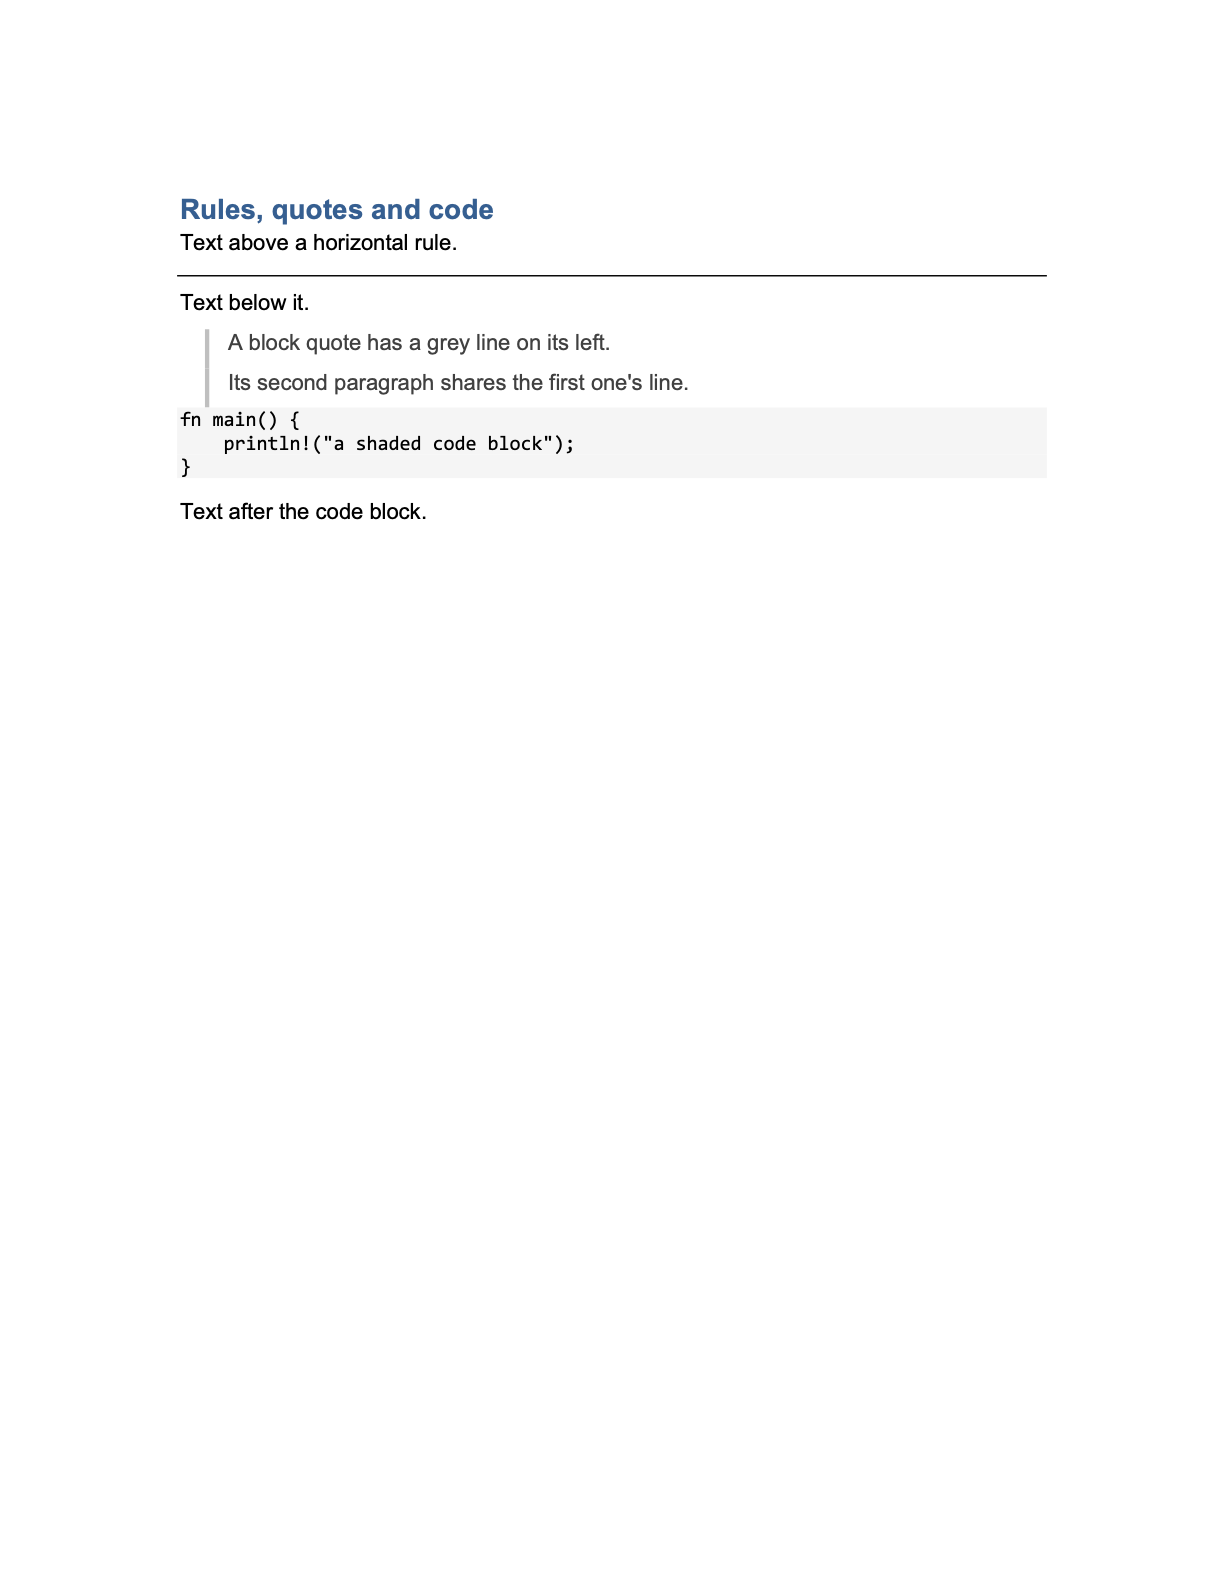 Rules, quotes and code
Text above a horizontal rule.
Text below it.
A block quote has a grey line on its left.
Its second paragraph shares the first one's line.
fn main() {
    println!("a shaded code block");
}
Text after the code block.